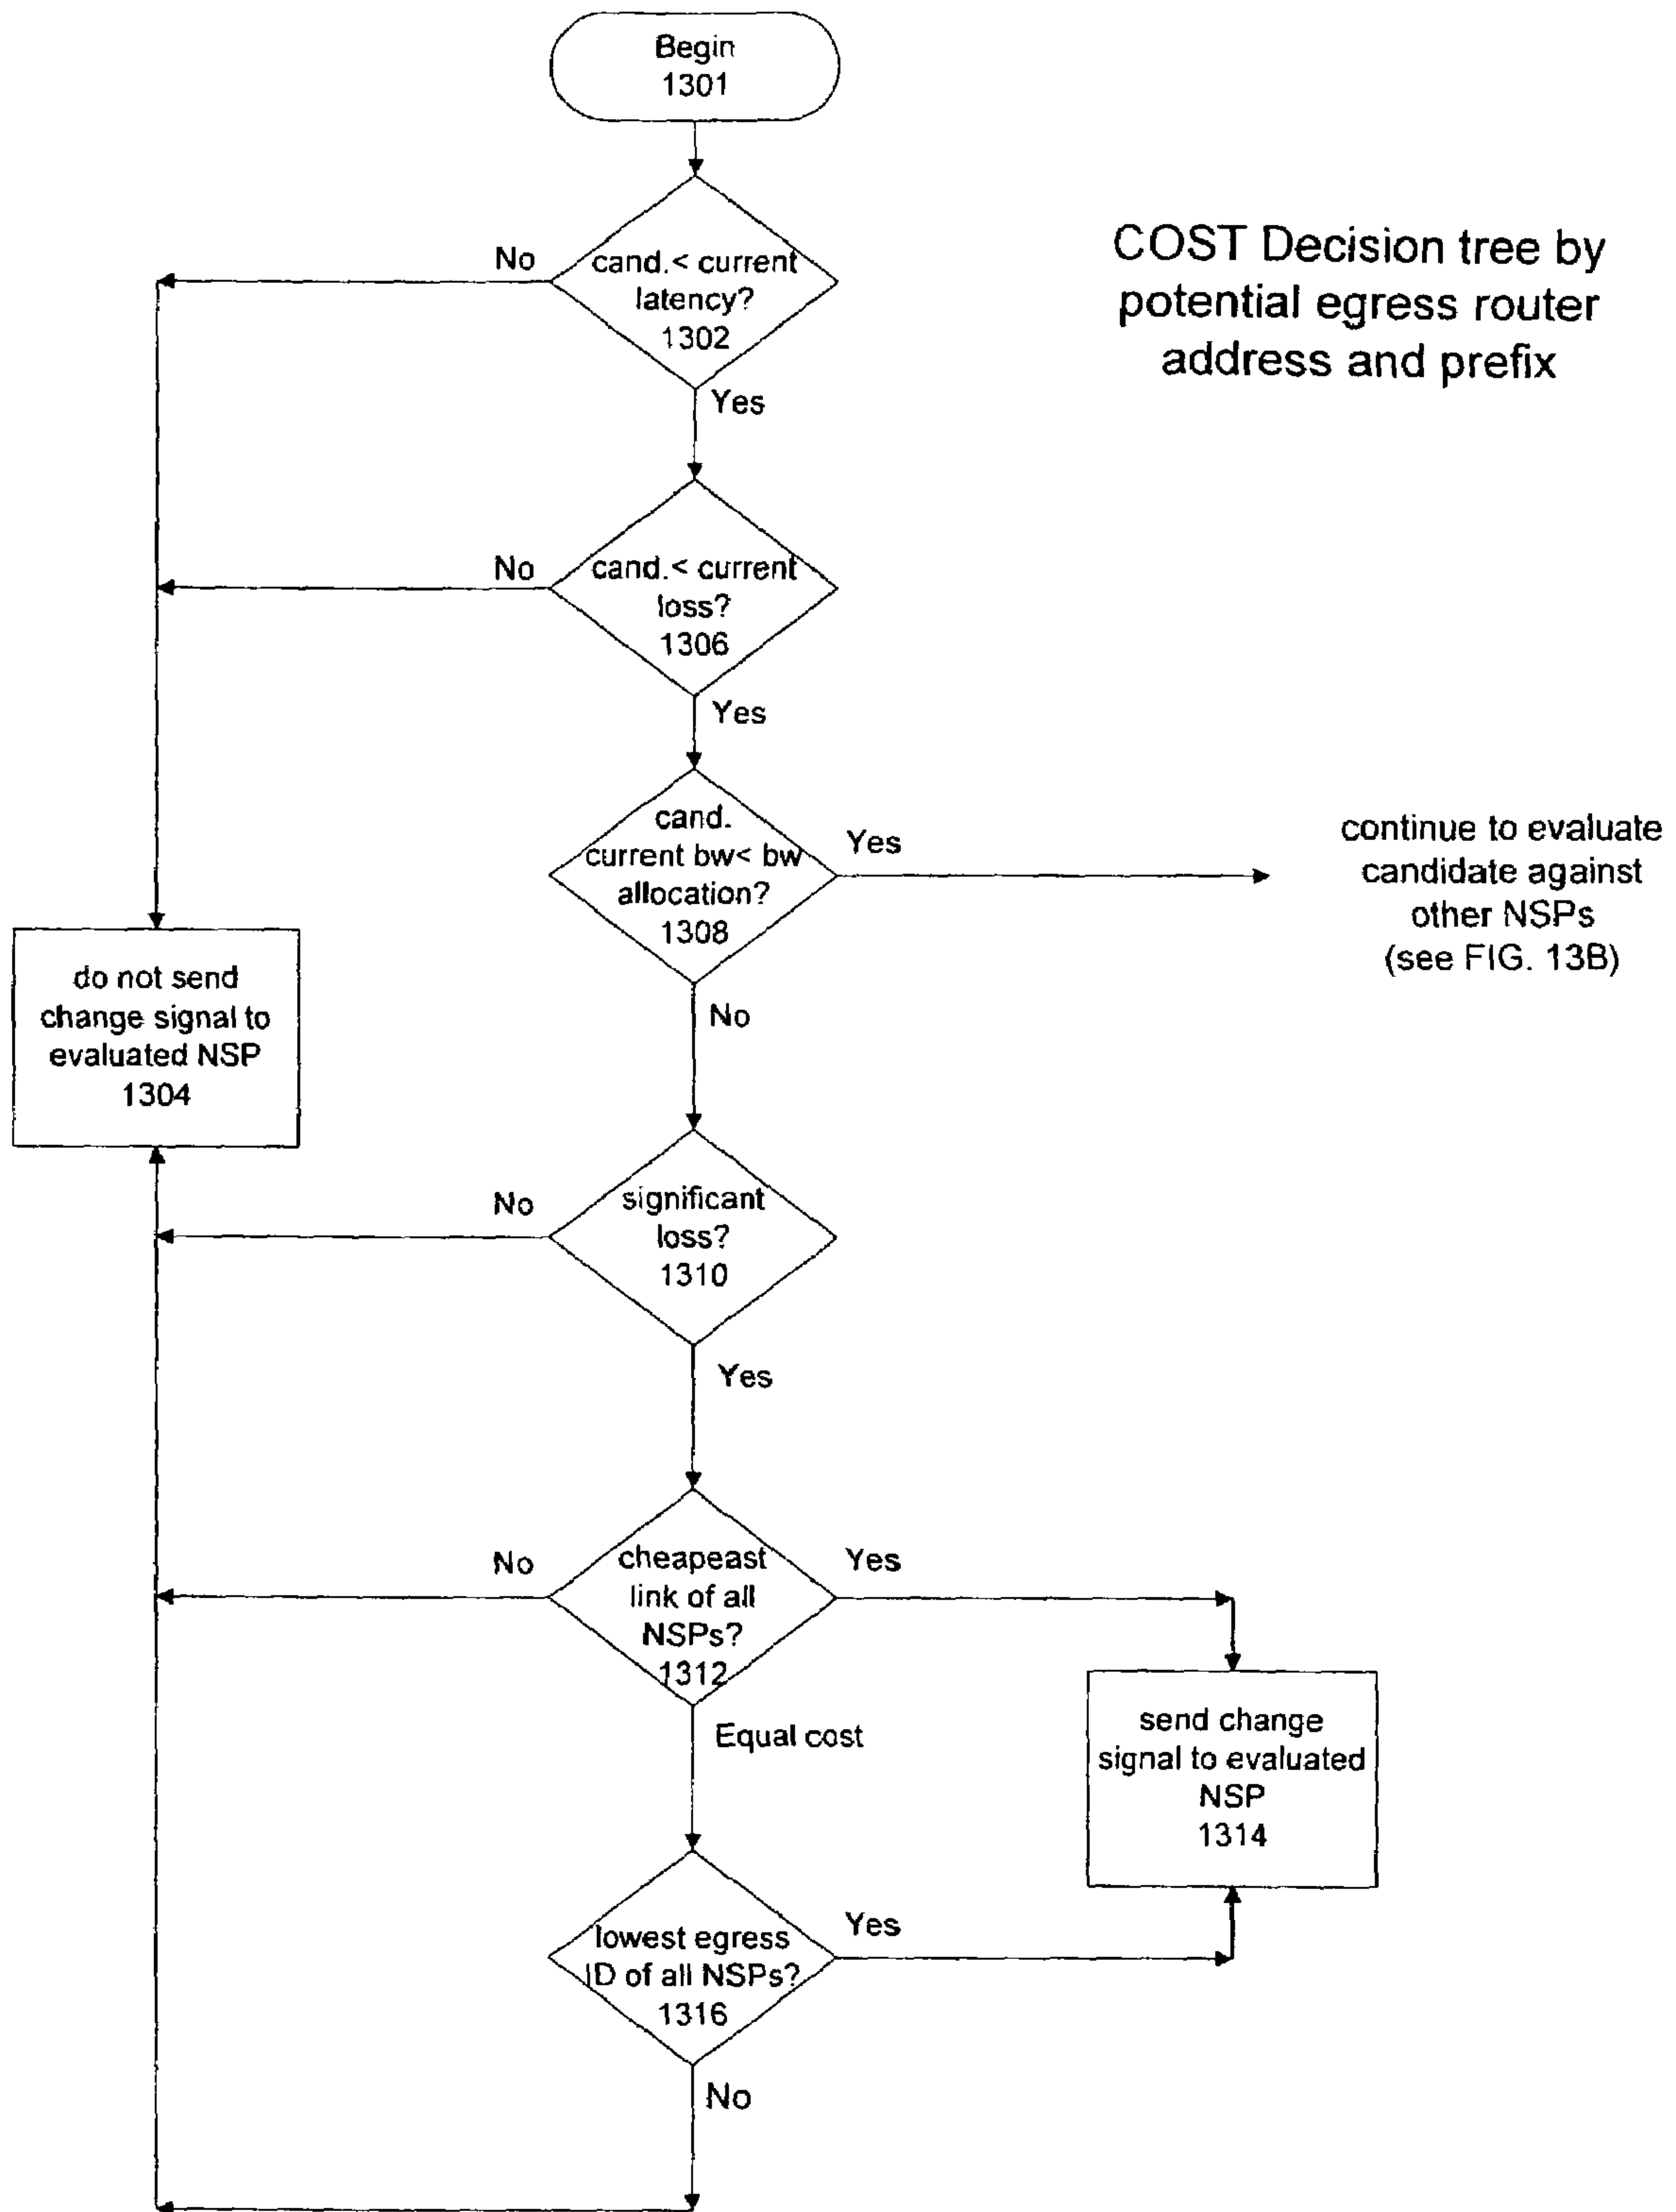 Begin
1301
COST Decision tree by
potential egress router
address and prefix
No
cand.< current
latency?
1302
Yes
No
cand.< current
loss?
1306
Yes
cand.
current bw< bw
allocation?
1308
Yes
continue to evaluate
candidate against
other NSPs
(see FIG. 13B)
do not send
change signal to
evaluated NSP
1304
No
No
significant
loss?
1310
Yes
No
cheapeast
link of all
NSPs?
1312
Yes
Equal cost
send change
signal to evaluated
NSP
1314
lowest egress
ID of all NSPs?
1316
Yes
No